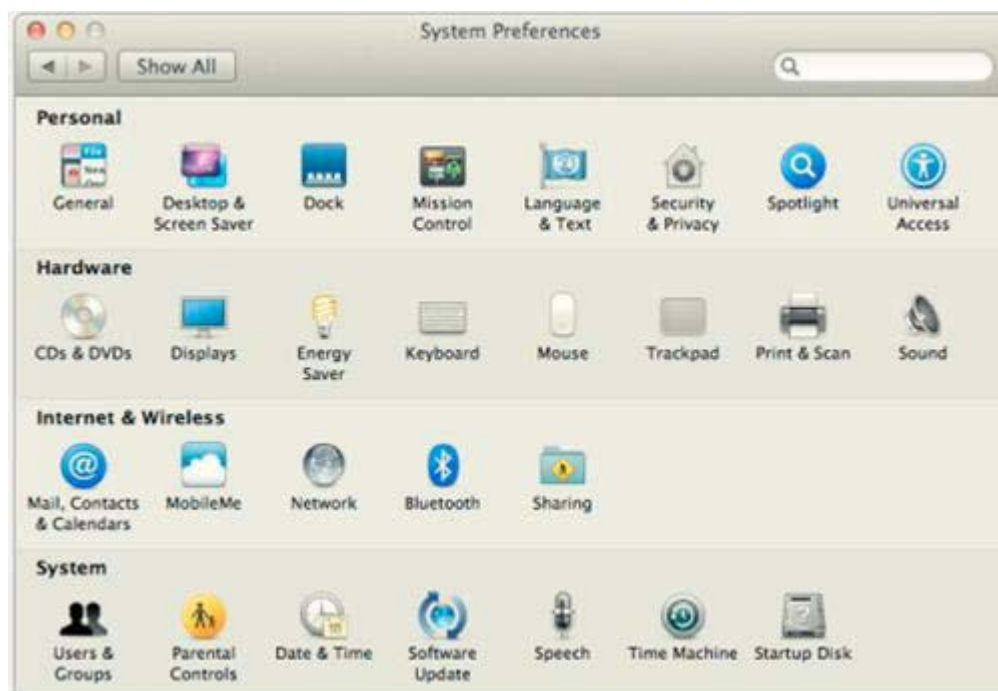 System Preferences
Show All
Personal
General
Desktop &
Screen Saver
Dock
Mission
Control
Language
& Text
Security
& Privacy
Spotlight
Universal
Access
Hardware
CDs & DVDs
Displays
Energy
Saver
Keyboard
Mouse
Trackpad
Print & Scan
Sound
Internet & Wireless
Mail, Contacts
& Calendars
MobileMe
Network
Bluetooth
Sharing
System
Users &
Groups
Parental
Controls
Date & Time
Software
Update
Speech
Time Machine
Startup Disk